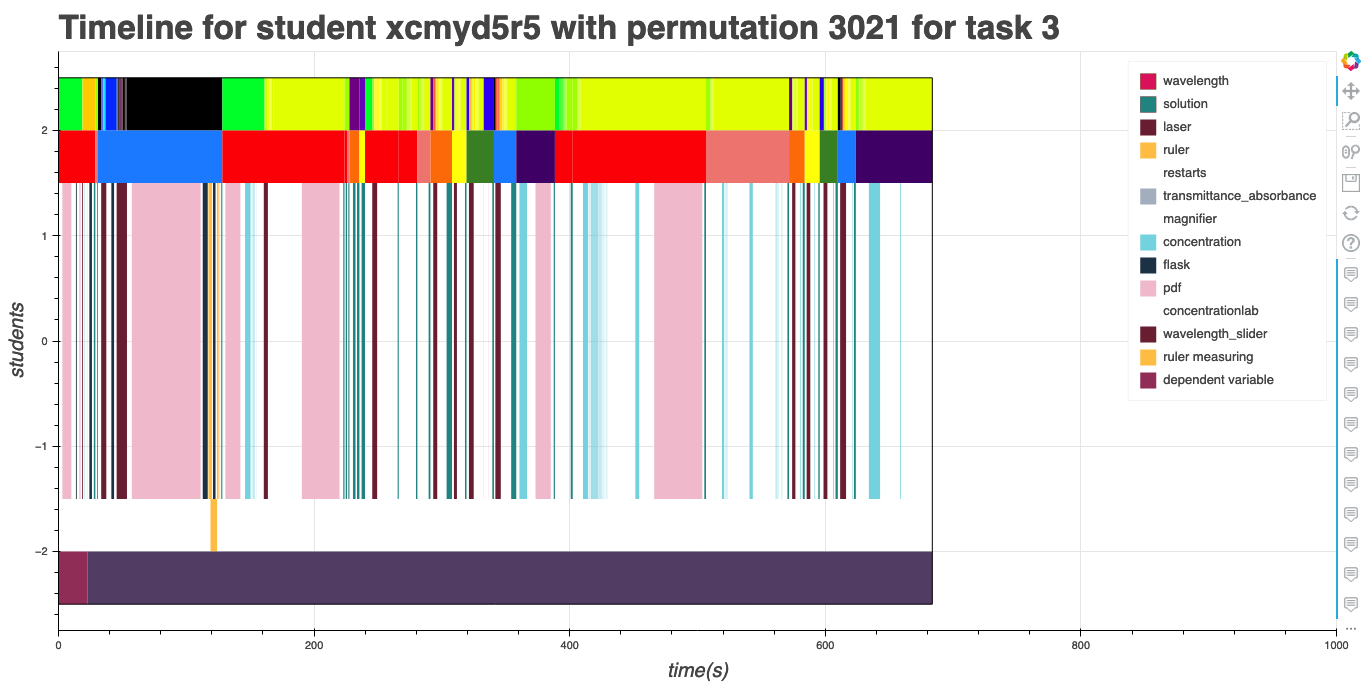 Timeline for student xcmyd5r5 with permutation 3021 for task 3
wavelength
solution
laser
ruler
restarts
transmittance_absorbance
magnifier
concentration
flask
pdf
concentrationlab
wavelength_slider
ruler measuring
dependent variable
students
2
1
0
−1
−2
0
200
400
600
800
1000
time(s)